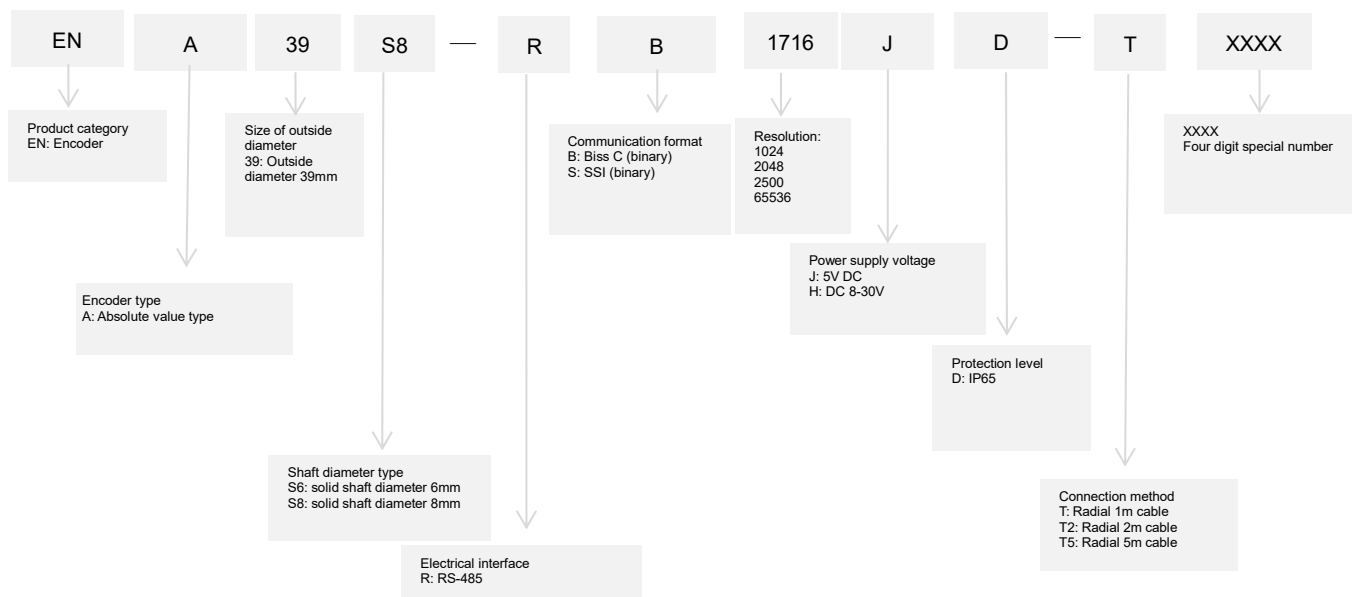 EN A 39 S8 — R B 1716 J D — T XXXX
Product category
EN: Encoder
Size of outside
diameter
39: Outside
diameter 39mm
Communication format
B: Biss C (binary)
S: SSI (binary)
Resolution:
1024
2048
2500
65536
XXXX
Four digit special number
Encoder type
A: Absolute value type
Power supply voltage
J: 5V DC
H: DC 8-30V
Protection level
D: IP65
Shaft diameter type
S6: solid shaft diameter 6mm
S8: solid shaft diameter 8mm
Connection method
T: Radial 1m cable
T2: Radial 2m cable
T5: Radial 5m cable
Electrical interface
R: RS-485